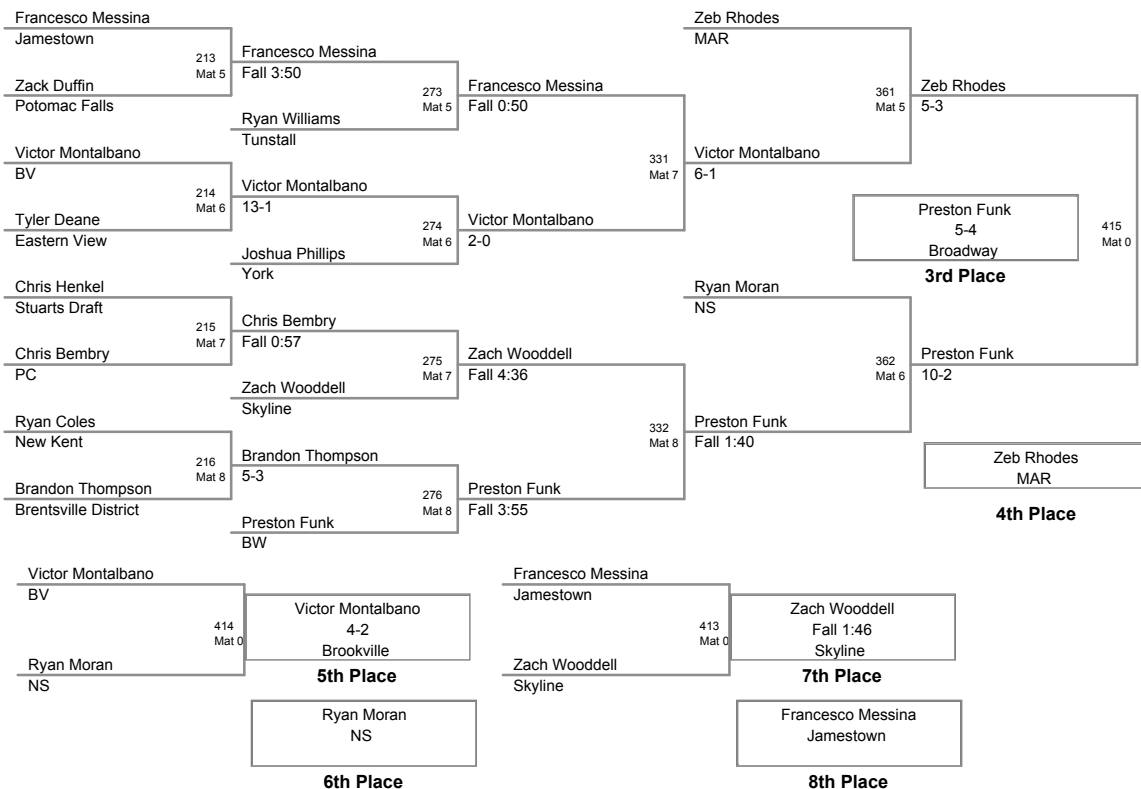 Francesco Messina
Jamestown
213
Mat 5
Zack Duffin
Potomac Falls
Victor Montalbano
BV
214
Mat 6
Tyler Deane
Eastern View
Chris Henkel
Stuarts Draft
215
Mat 7
Chris Bembry
PC
Ryan Coles
New Kent
216
Mat 8
Brandon Thompson
Brentsville District
Francesco Messina
Fall 3:50
273
Mat 5
Ryan Williams
Tunstall
Victor Montalbano
13-1
274
Mat 6
Joshua Phillips
York
Chris Bembry
Fall 0:57
275
Mat 7
Zach Wooddell
Skyline
Brandon Thompson
5-3
276
Mat 8
Preston Funk
BW
Francesco Messina
Fall 0:50
331
Mat 7
Victor Montalbano
2-0
Zach Wooddell
Fall 4:36
332
Mat 8
Preston Funk
Fall 3:55
Zeb Rhodes
MAR
361
Mat 5
Victor Montalbano
6-1
Ryan Moran
NS
362
Mat 6
Preston Funk
Fall 1:40
Zeb Rhodes
5-3
415
Mat 0
Preston Funk
10-2
Preston Funk
5-4
Broadway
3rd Place
Zeb Rhodes
MAR
4th Place
Victor Montalbano
BV
414
Mat 0
Ryan Moran
NS
Victor Montalbano
4-2
Brookville
5th Place
Ryan Moran
NS
6th Place
Francesco Messina
Jamestown
413
Mat 0
Zach Wooddell
Skyline
Zach Wooddell
Fall 1:46
Skyline
7th Place
Francesco Messina
Jamestown
8th Place